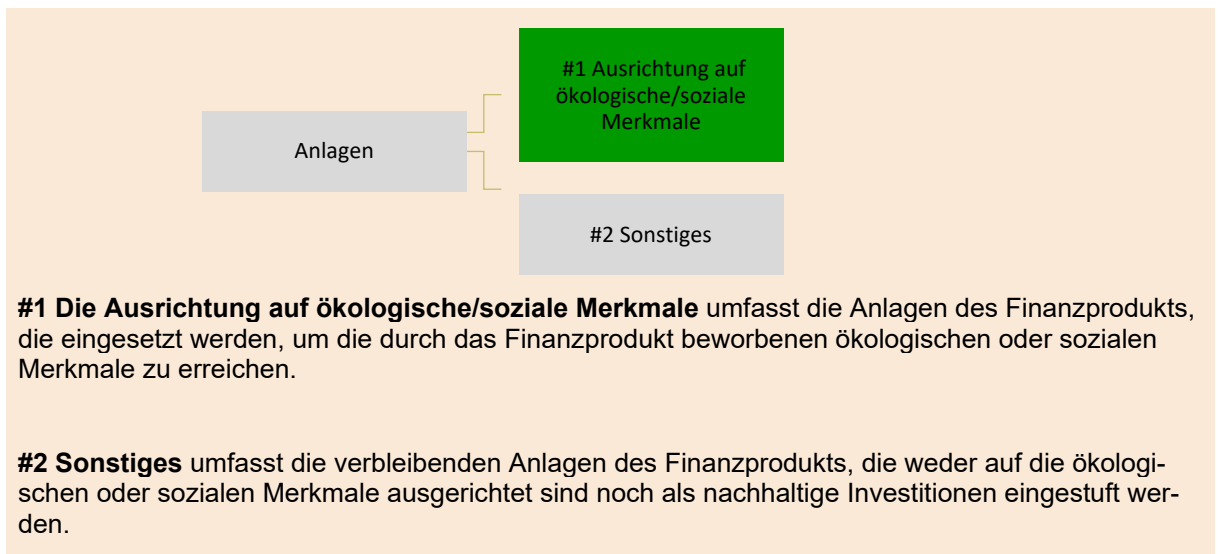 #1 Ausrichtung auf
ökologische/soziale
Merkmale
Anlagen
#2 Sonstiges
#1 Die Ausrichtung auf ökologische/soziale Merkmale umfasst die Anlagen des Finanzprodukts,
die eingesetzt werden, um die durch das Finanzprodukt beworbenen ökologischen oder sozialen
Merkmale zu erreichen.
#2 Sonstiges umfasst die verbleibenden Anlagen des Finanzprodukts, die weder auf die ökologi-
schen oder sozialen Merkmale ausgerichtet sind noch als nachhaltige Investitionen eingestuft wer-
den.